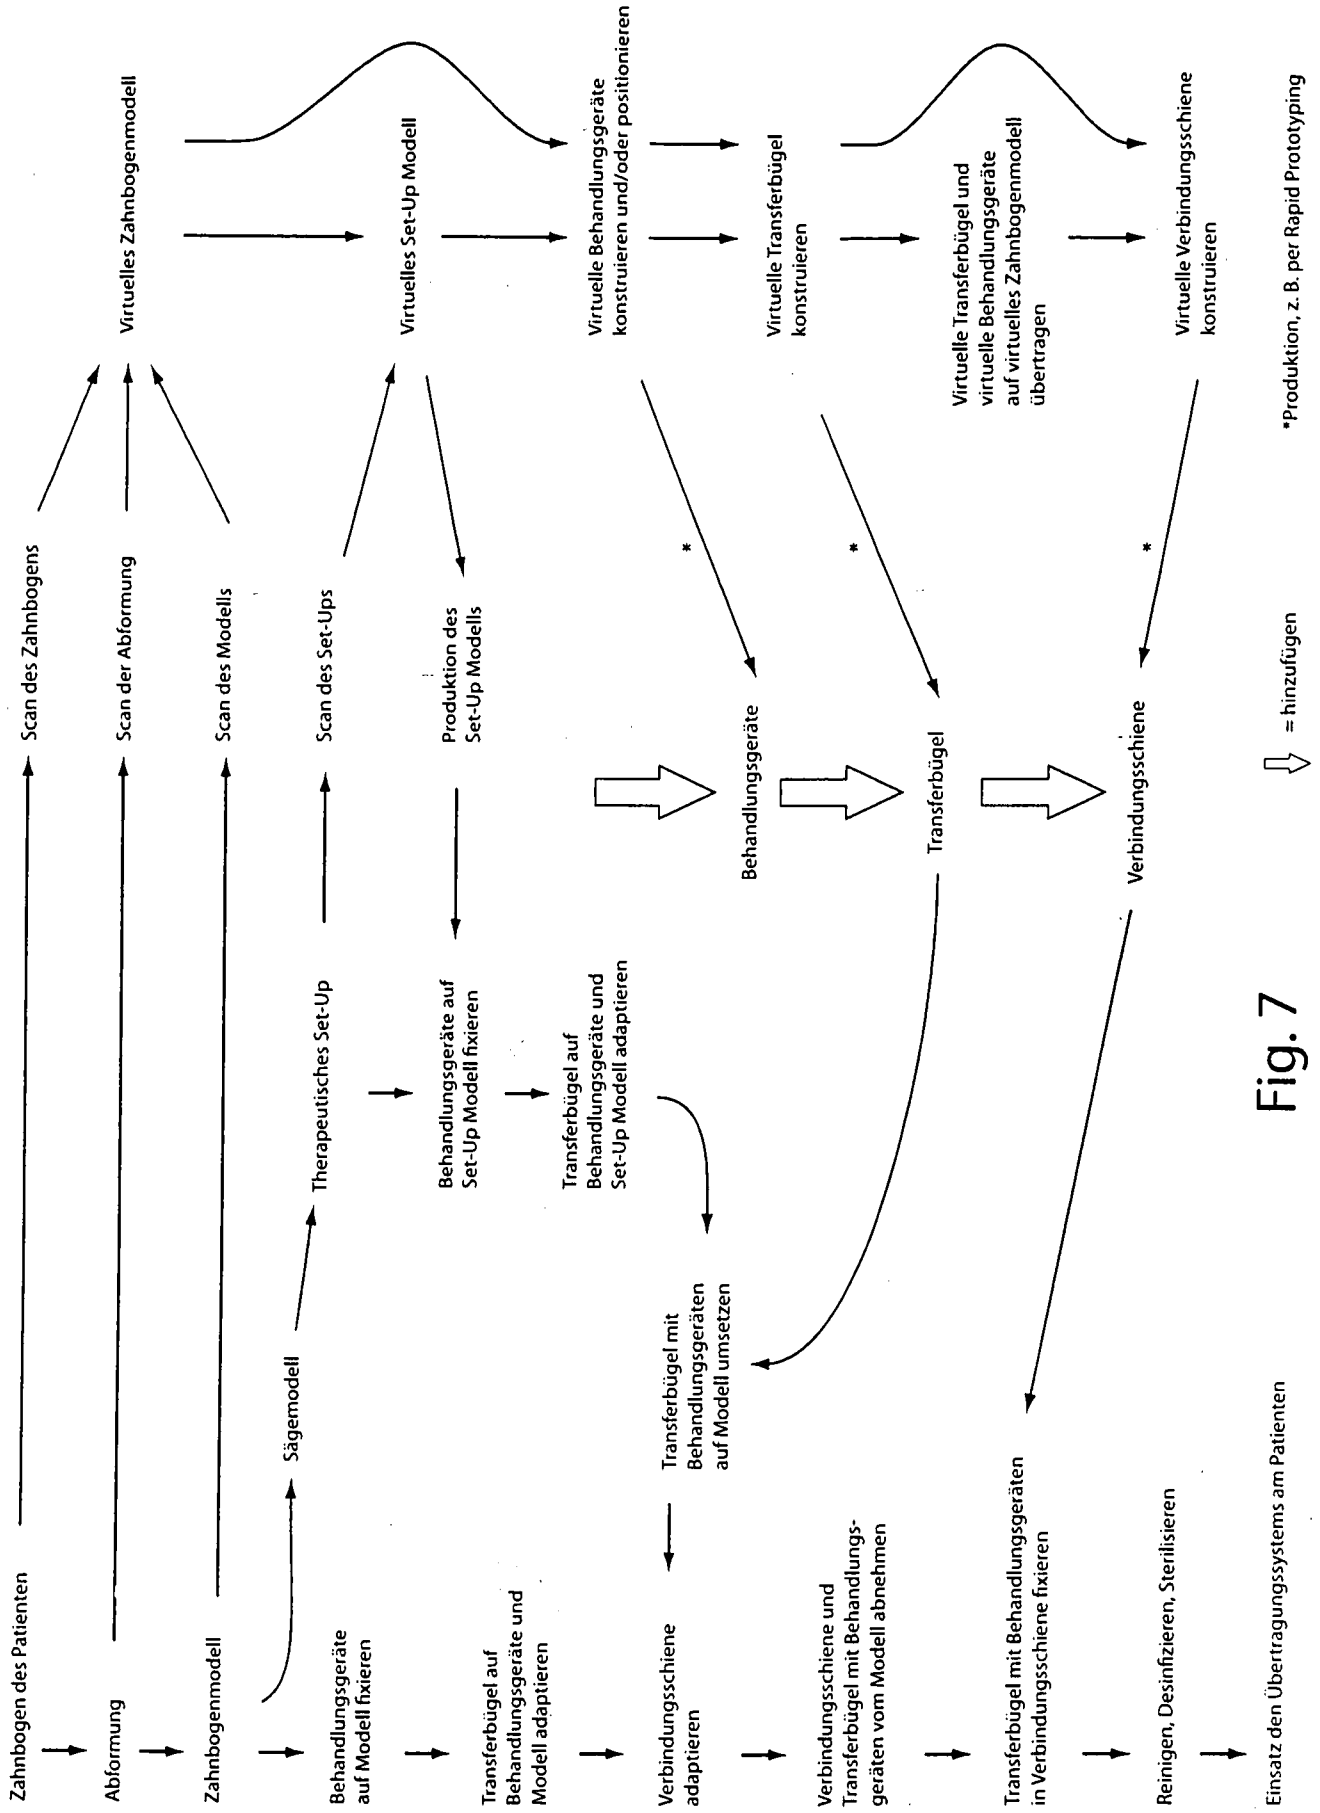 Zahnbogen des Patienten
Abformung
Zahnbogenmodell
Behandlungsgeräte
auf Modell fixieren
Transferbügel auf
Behandlungsgeräte und
Modell adaptieren
Verbindungsschiene
adaptieren
Verbindungsschiene und
Transferbügel mit Behandlungs-
geräten vom Modell abnehmen
Transferbügel mit Behandlungsgeräten
in Verbindungsschiene fixieren
Reinigen, Desinfizieren, Sterilisieren
Einsatz den Übertragungssystems am Patienten
Sägemodell
Transferbügel mit
Behandlungsgeräten
auf Modell umsetzen
Therapeutisches Set-Up
Behandlungsgeräte auf
Set-Up Modell fixieren
Transferbügel auf
Behandlungsgeräte und
Set-Up Modell adaptieren
Scan des Zahnbogens
Scan der Abformung
Scan des Modells
Scan des Set-Ups
Produktion des
Set-Up Modells
Behandlungsgeräte
Transferbügel
Verbindungsschiene
*
*
*
Virtuelles Zahnbogenmodell
Virtuelles Set-Up Modell
Virtuelle Behandlungsgeräte
konstruieren und/oder positionieren
Virtuelle Transferbügel
konstruieren
Virtuelle Transferbügel und
virtuelle Behandlungsgeräte
auf virtuelles Zahnbogenmodell
übertragen
Virtuelle Verbindungsschiene
konstruieren
= hinzufügen
*Produktion, z. B. per Rapid Prototyping
Fig. 7